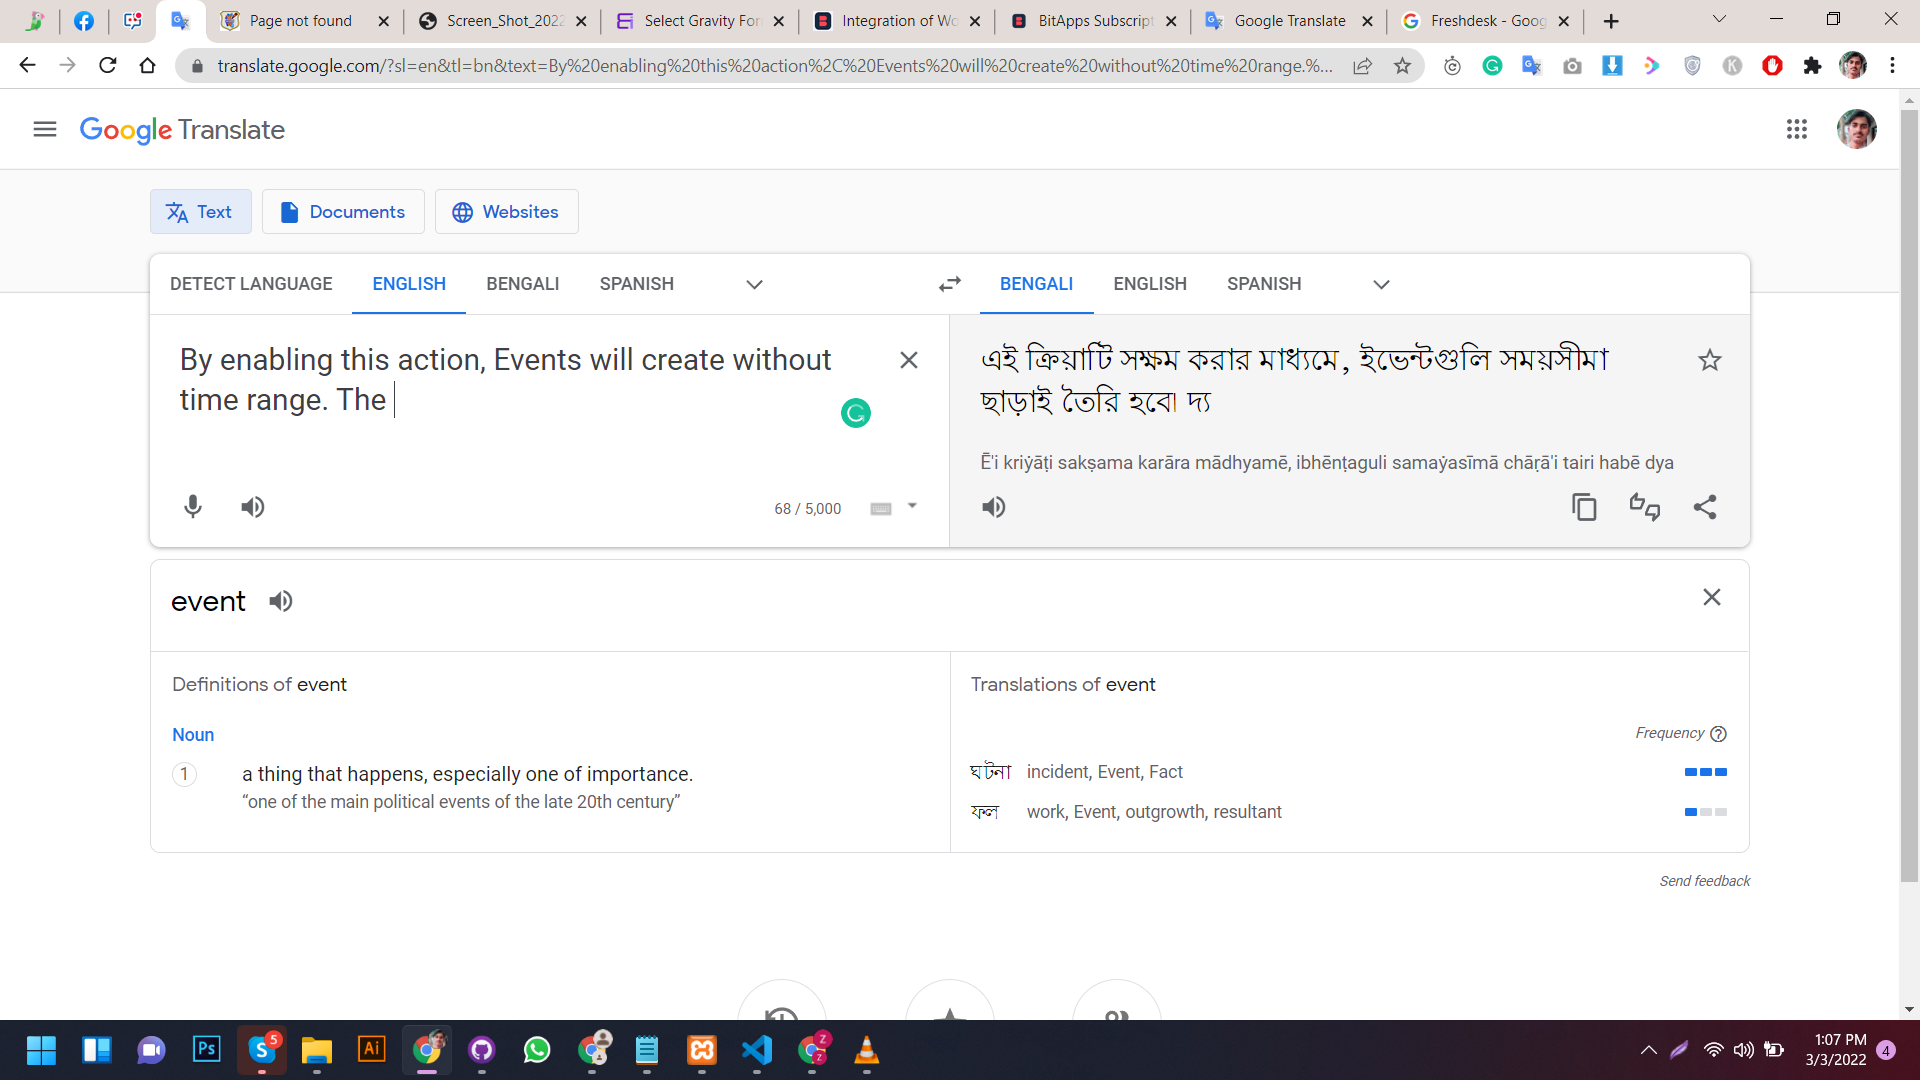 Page not found
Screen_Shot_2022
Select Gravity For
Integration of Wo
BitApps Subscript
Google Translate
Freshdesk - Goog
translate.google.com/?sl=en&tl=bn&text=By%20enabling%20this%20action%2C%20Events%20will%20create%20without%20time%20range.%...
Google Translate
Text
Documents
Websites
DETECT LANGUAGE
ENGLISH
BENGALI
SPANISH
BENGALI
ENGLISH
SPANISH
By enabling this action, Events will create without
time range. The
68 / 5,000
এই ক্রিয়াটি সক্ষম করার মাধ্যমে, ইভেন্টগুলি সময়সীমা
ছাড়াই তৈরি হবে৷ দ্য
Ē'i kriẏāṭi sakṣama karāra mādhyamē, ibhēnṭaguli samaẏasīmā chāṛā'i tairi habē dya
event
Definitions of event
Noun
1
a thing that happens, especially one of importance.
“one of the main political events of the late 20th century”
Translations of event
Frequency
ঘটনা incident, Event, Fact
ফল work, Event, outgrowth, resultant
Send feedback
Ps
5
Ai
1:07 PM
3/3/2022
4